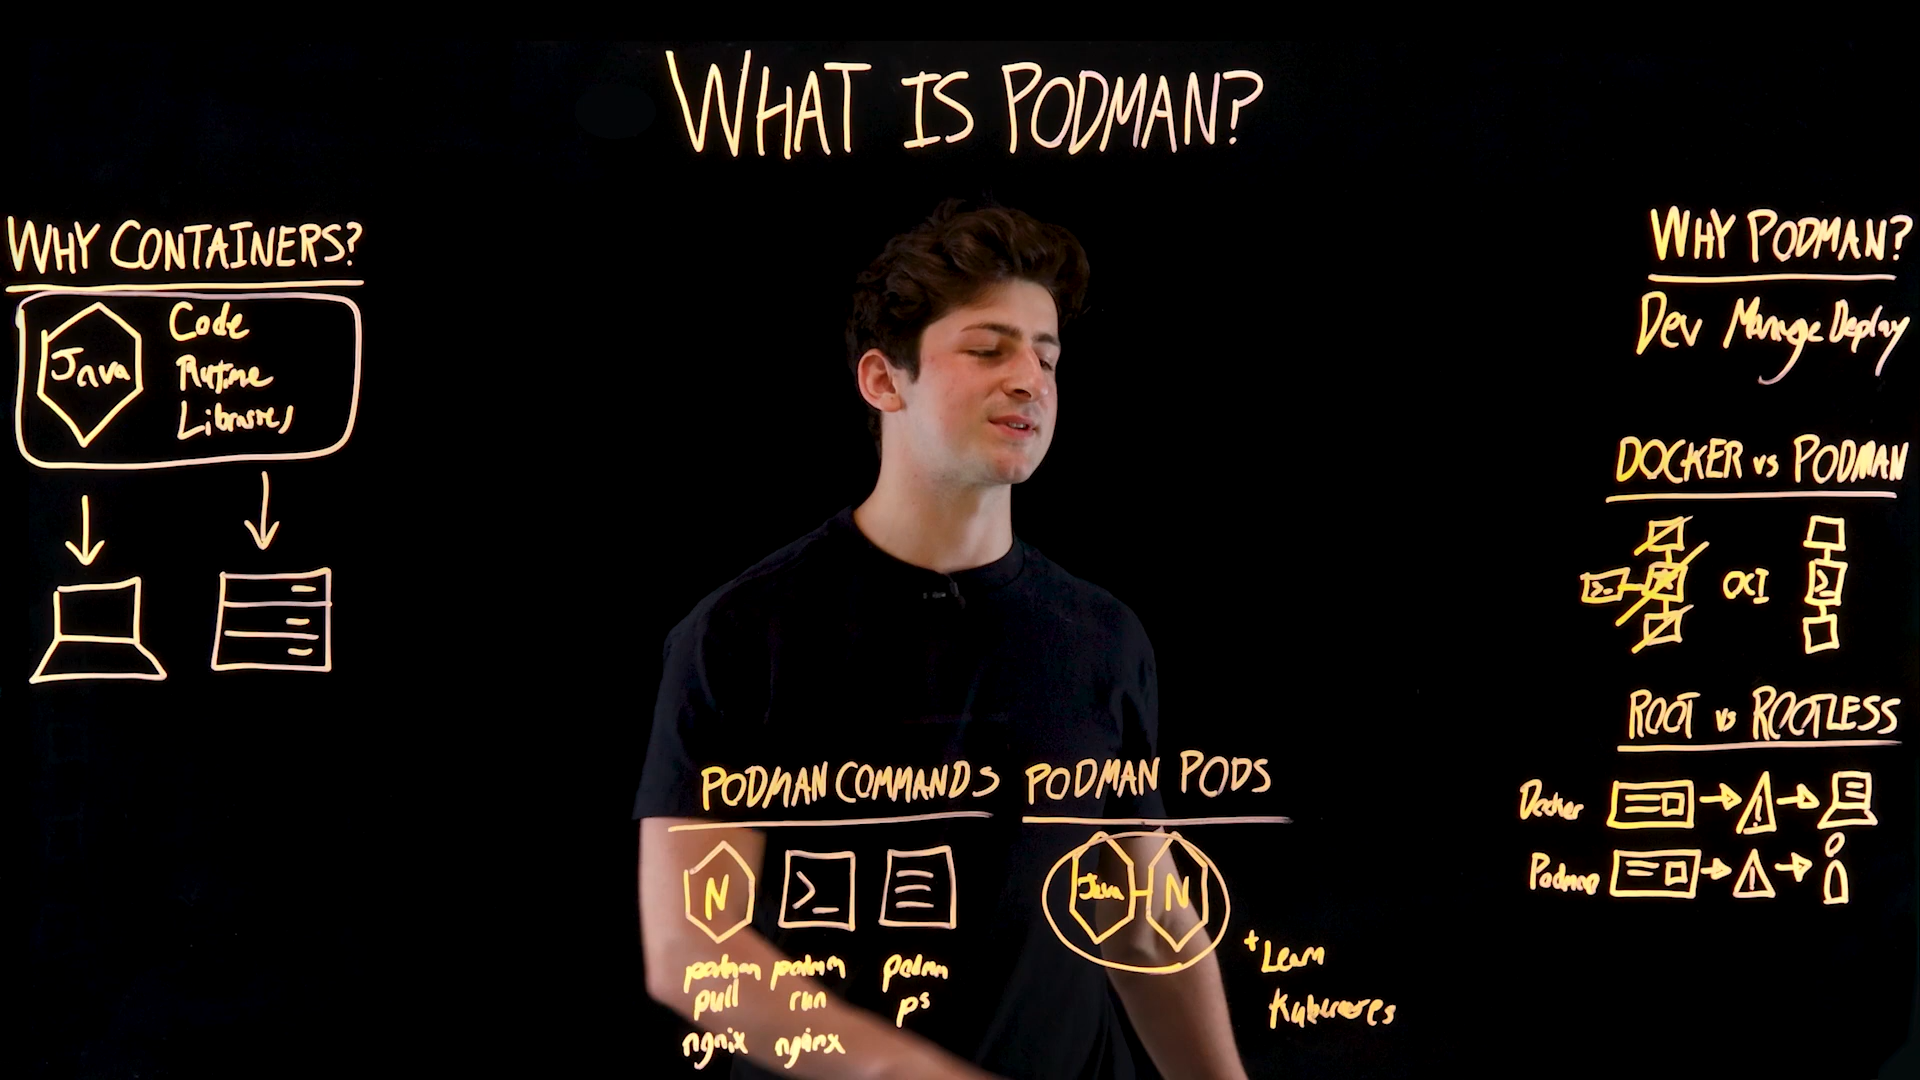 WHAT IS PODMAN?
WHY CONTAINERS?
Java
Code
Runtime
Libraries
WHY PODMAN?
Dev Manage Deploy
DOCKER vs PODMAN
>_
OCI
>_
ROOT vs ROOTLESS
Docker
!
Podman
!
PODMAN COMMANDS
N
>_
podman pull nginx
podman run nginx
podman ps
PODMAN PODS
Java
N
+ Learn
Kubernetes